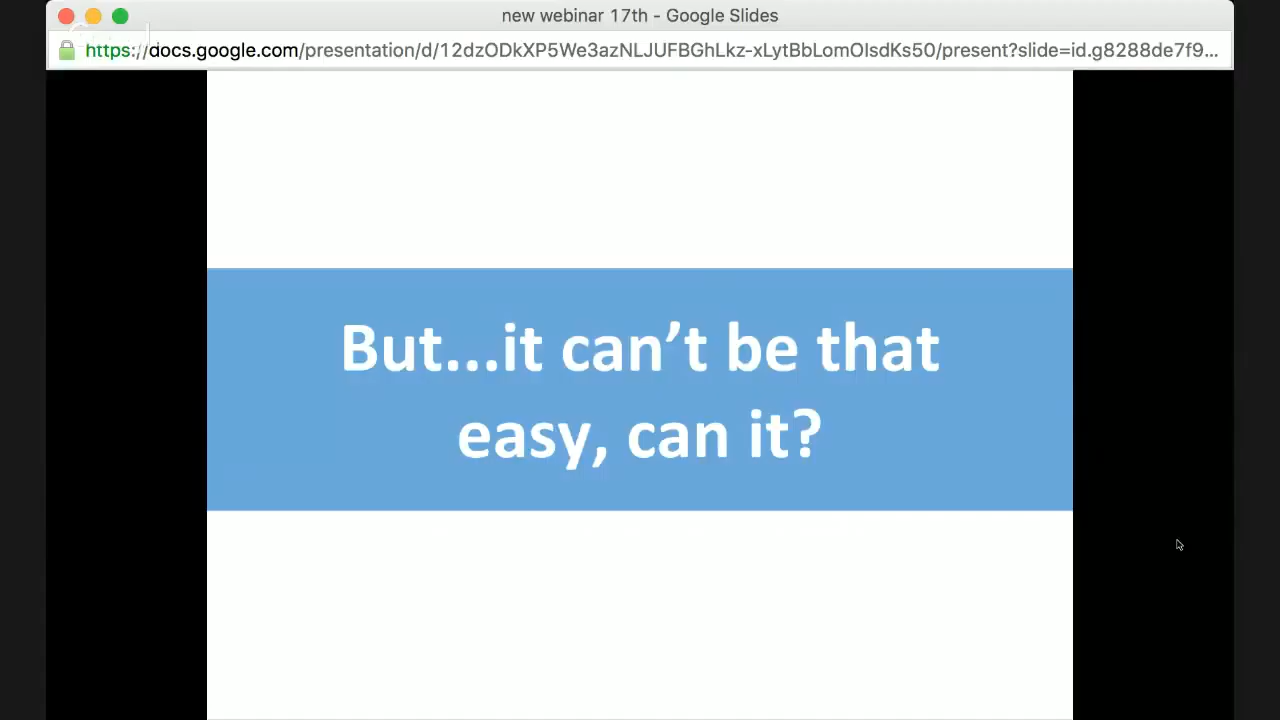 new webinar 17th - Google Slides
https://docs.google.com/presentation/d/12dzODkXP5We3azNLJUFBGhLkz-xLytBbLomOIsdKs50/present?slide=id.g8288de7f9...
But...it can’t be that
easy, can it?